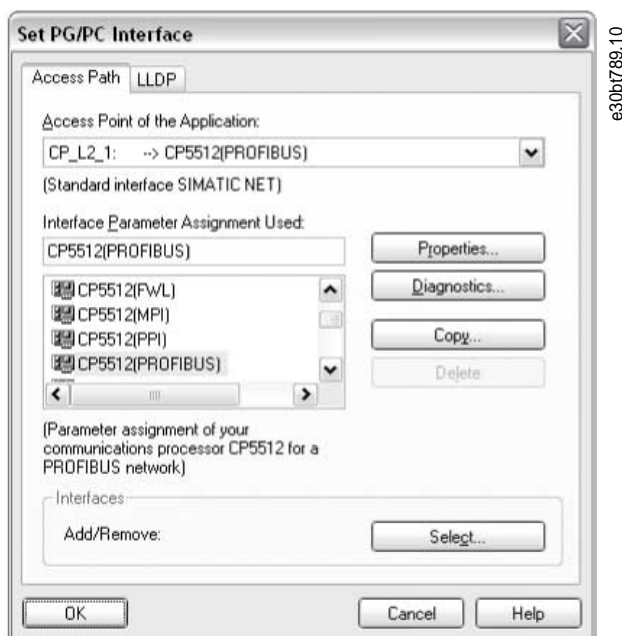 Set PG/PC Interface
Access Path
LLDP
Access Point of the Application:
CP_L2_1: --> CP5512(PROFIBUS)
(Standard interface SIMATIC NET)
Interface Parameter Assignment Used:
CP5512(PROFIBUS)
Properties...
CP5512(FWL)
Diagnostics...
CP5512(MPI)
CP5512(PPI)
Copy...
CP5512(PROFIBUS)
Delete
(Parameter assignment of your
communications processor CP5512 for a
PROFIBUS network)
Interfaces
Add/Remove:
Select...
OK
Cancel
Help
e30bt789.10